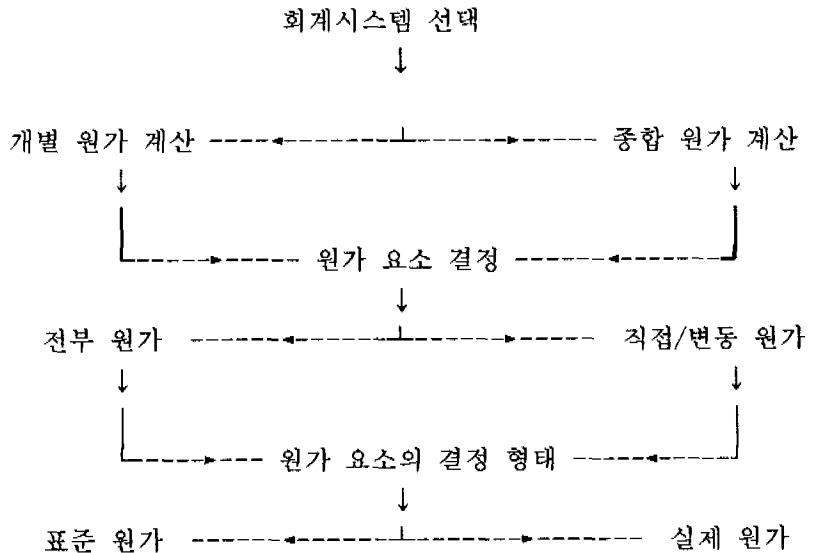 회계시스템 선택
개별 원가 계산 종합 원가 계산
원가 요소 결정
전부 원가 직접/변동 원가
원가 요소의 결정 형태
표준 원가 실제 원가